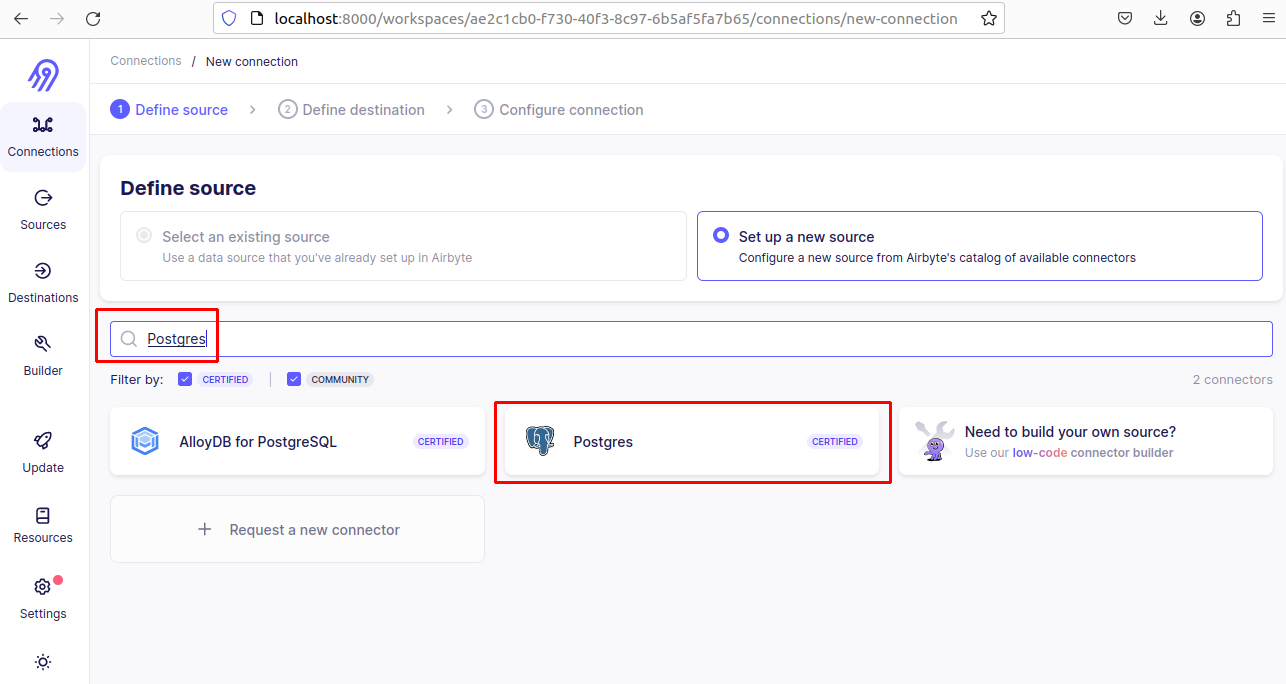 localhost:8000/workspaces/ae2c1cb0-f730-40f3-8c97-6b5af5fa7b65/connections/new-connection
Connections / New connection
1 Define source > 2 Define destination > 3 Configure connection
Connections
Sources
Destinations
Builder
Update
Resources
Settings
Define source
Select an existing source
Use a data source that you've already set up in Airbyte
Set up a new source
Configure a new source from Airbyte's catalog of available connectors
Postgres
Filter by: CERTIFIED | COMMUNITY
2 connectors
AlloyDB for PostgreSQL CERTIFIED
Postgres CERTIFIED
Need to build your own source?
Use our low-code connector builder
+ Request a new connector